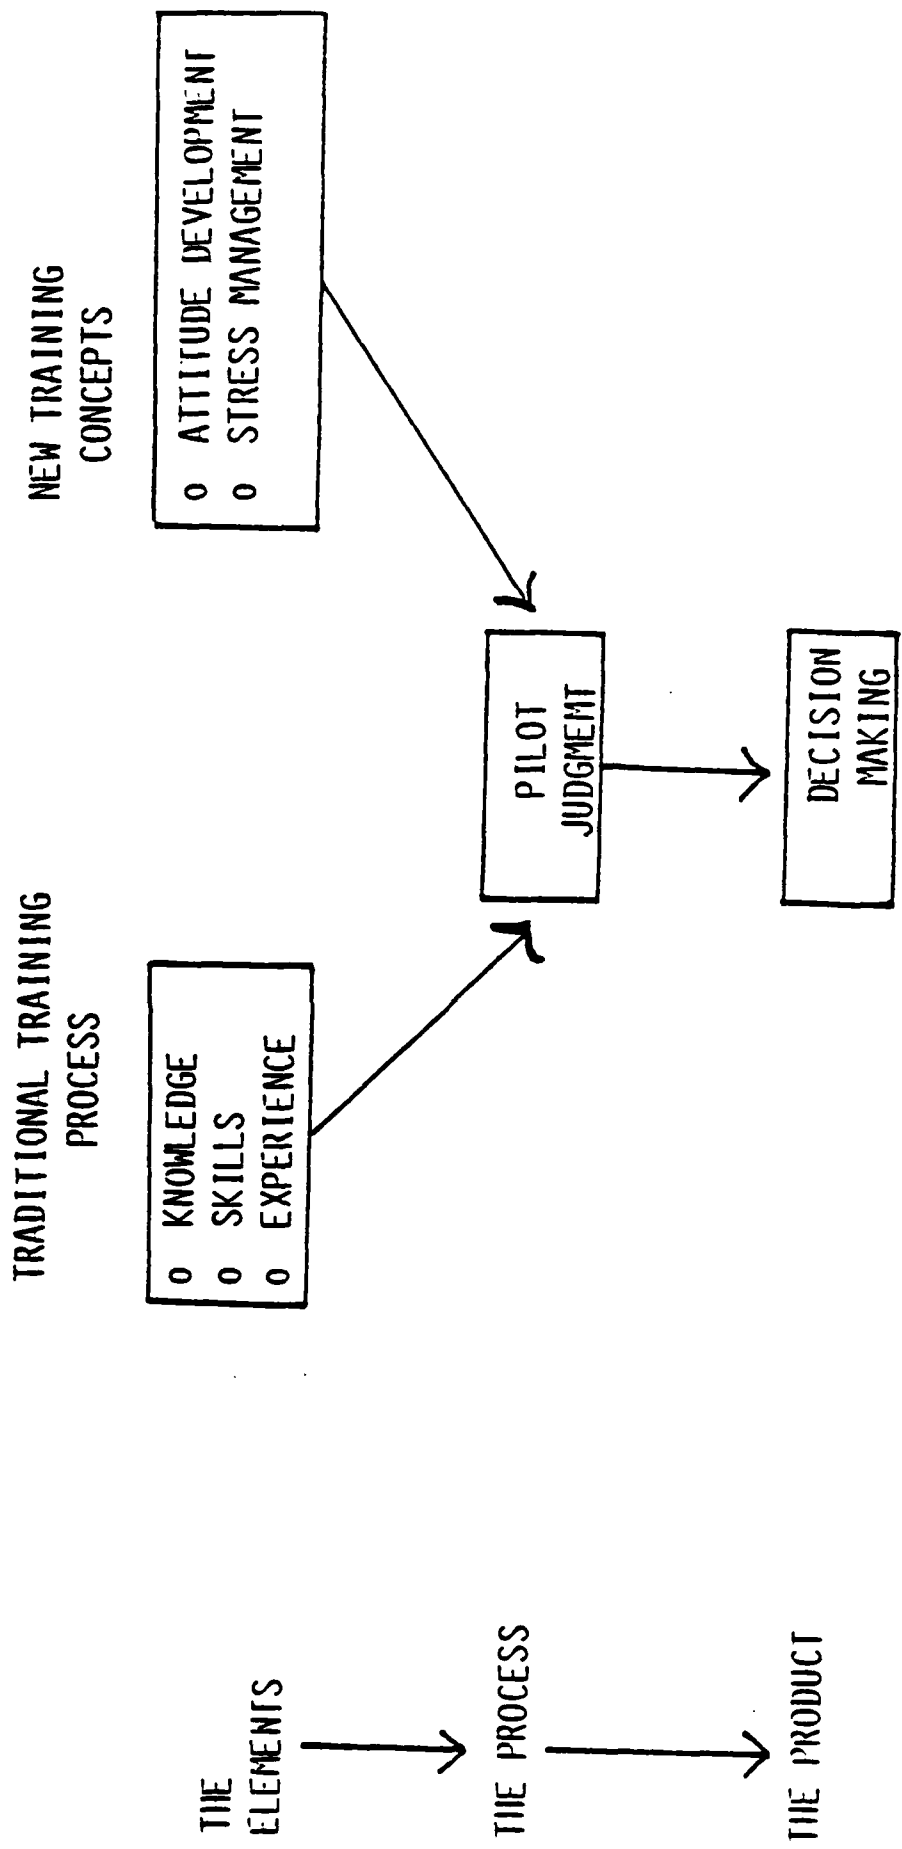 TRADITIONAL TRAINING
PROCESS
NEW TRAINING
CONCEPTS
THE
ELEMENTS
o KNOWLEDGE
o SKILLS
o EXPERIENCE
o ATTITUDE DEVELOPMENT
o STRESS MANAGEMENT
THE PROCESS
PILOT
JUDGMEMT
THE PRODUCT
DECISION
MAKING